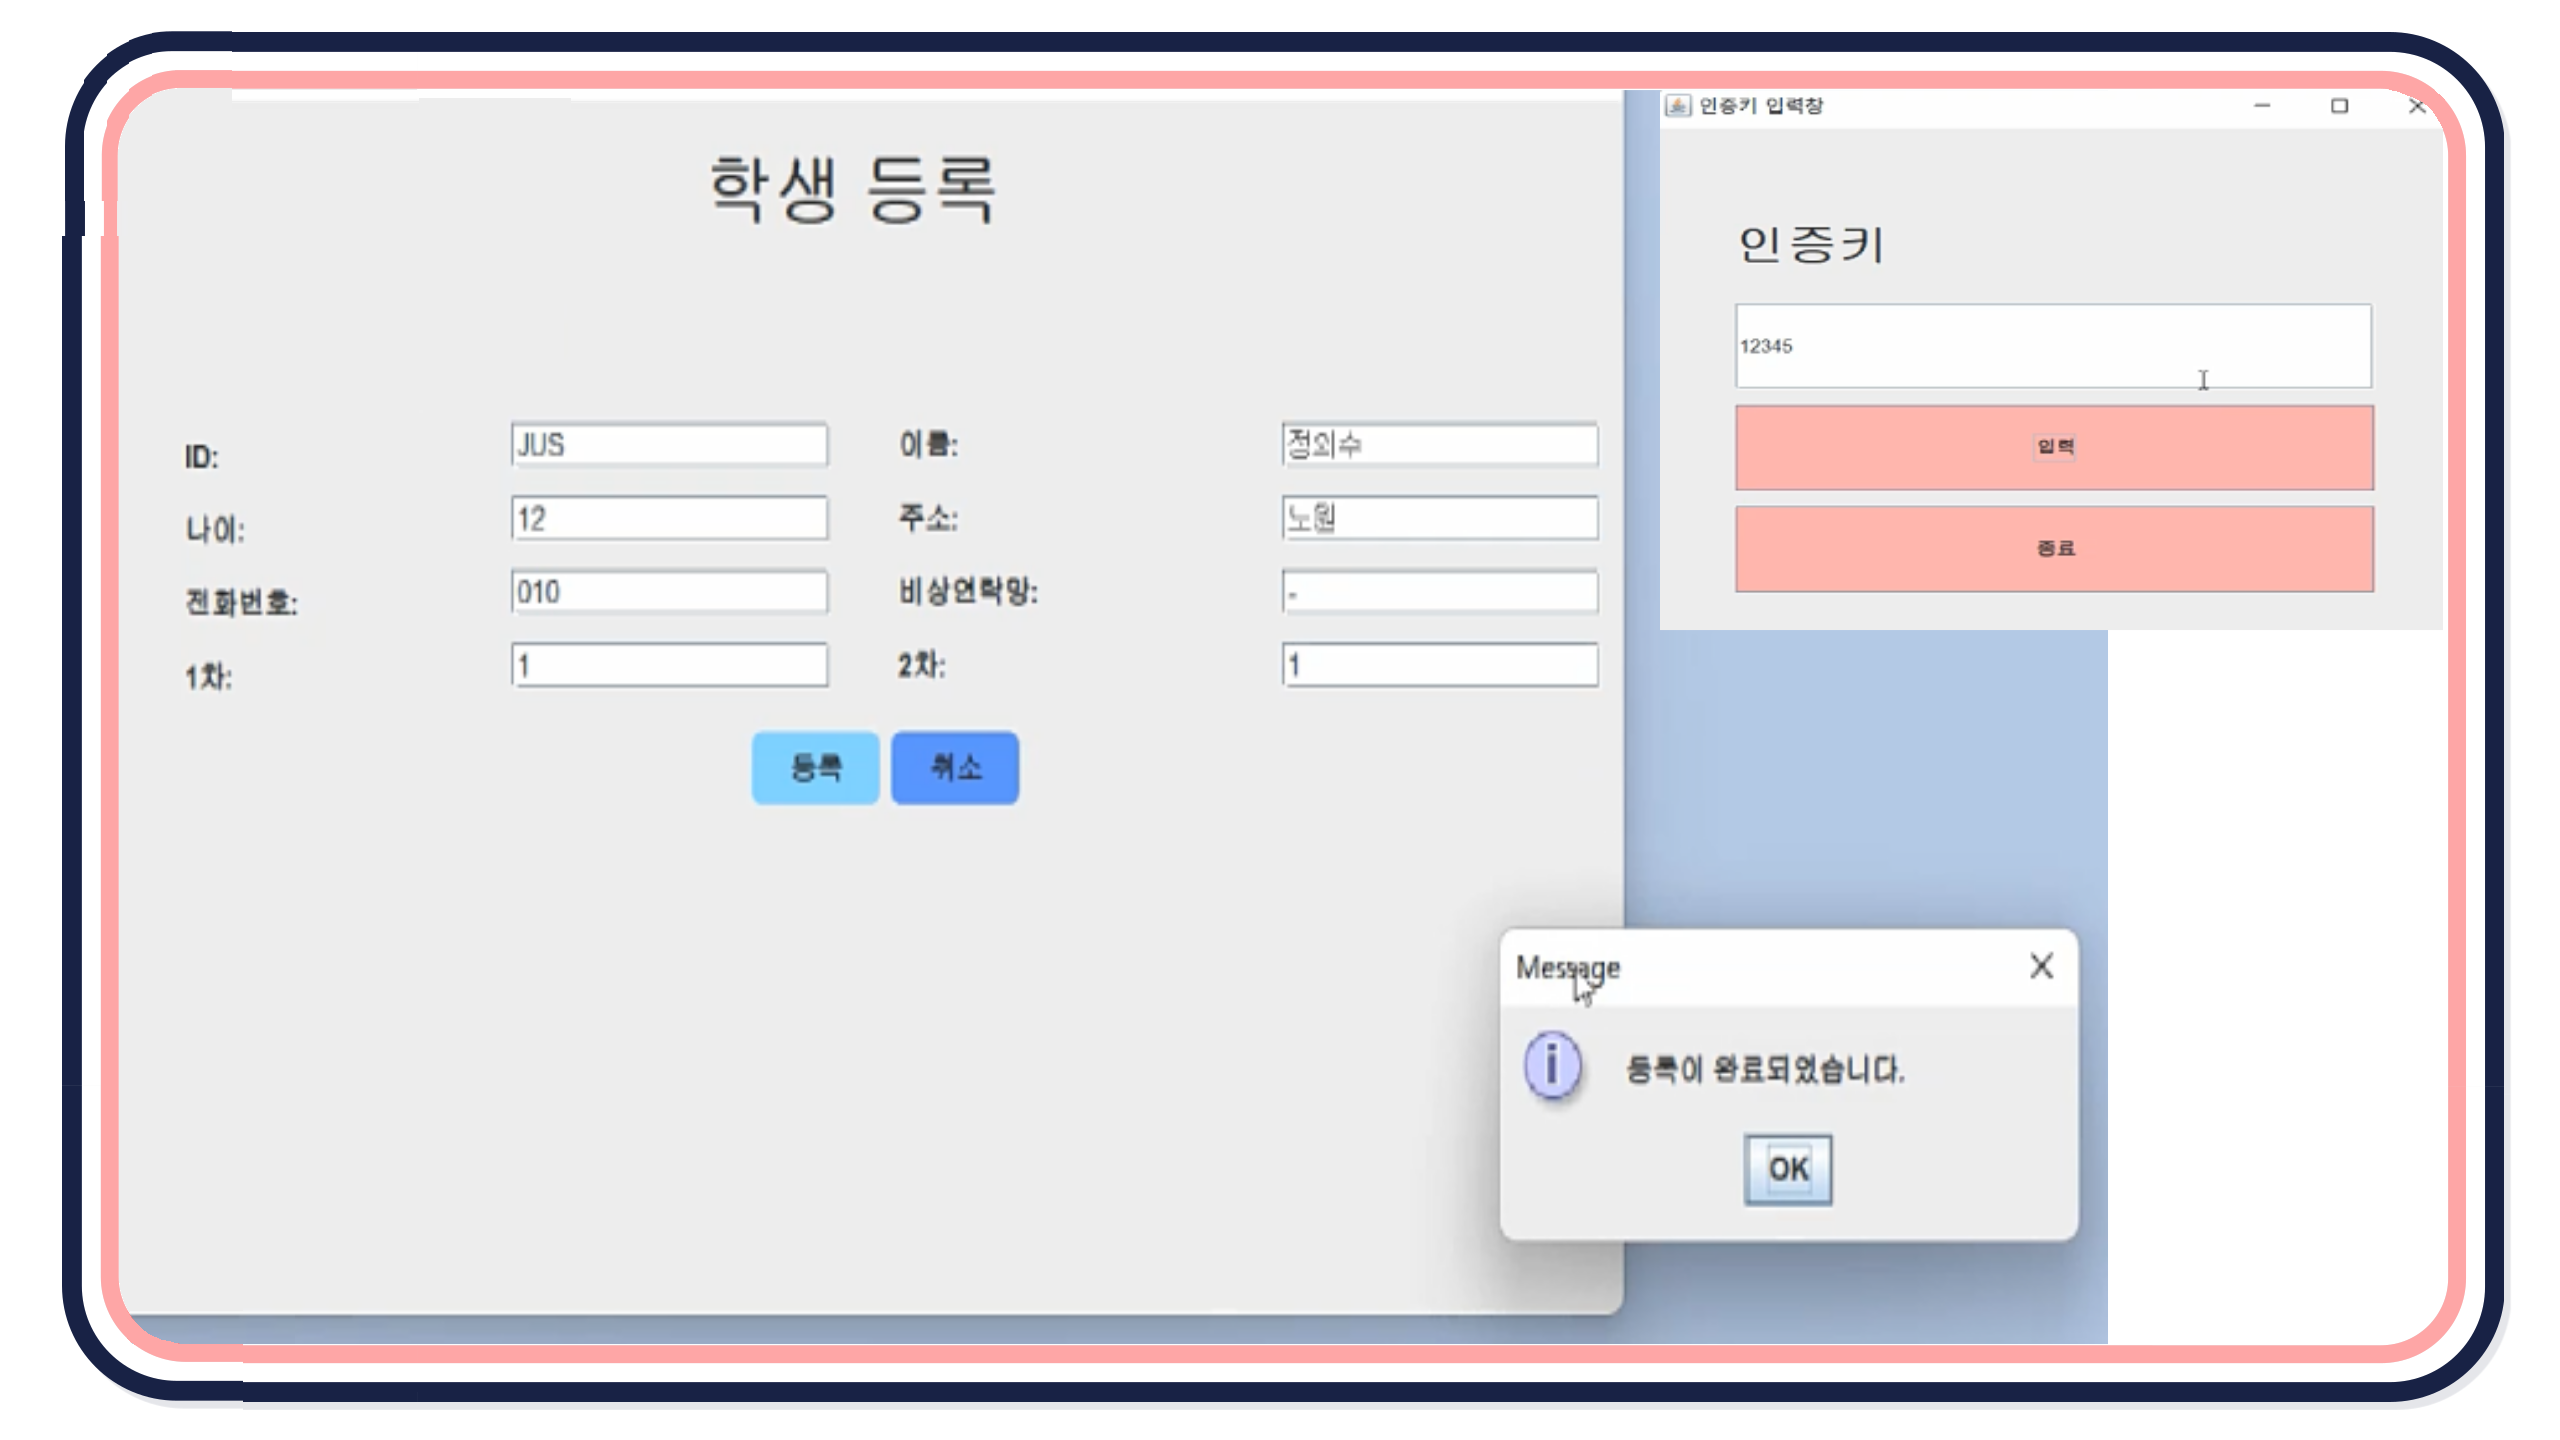 학생 등록
ID: JUS 이름: 정의수
나이: 12 주소: 노원
전화번호: 010 비상연락망: -
1차: 1 2차: 1
등록 취소
인증키 입력창
인증키
12345
입력
종료
Message
등록이 완료되었습니다.
OK